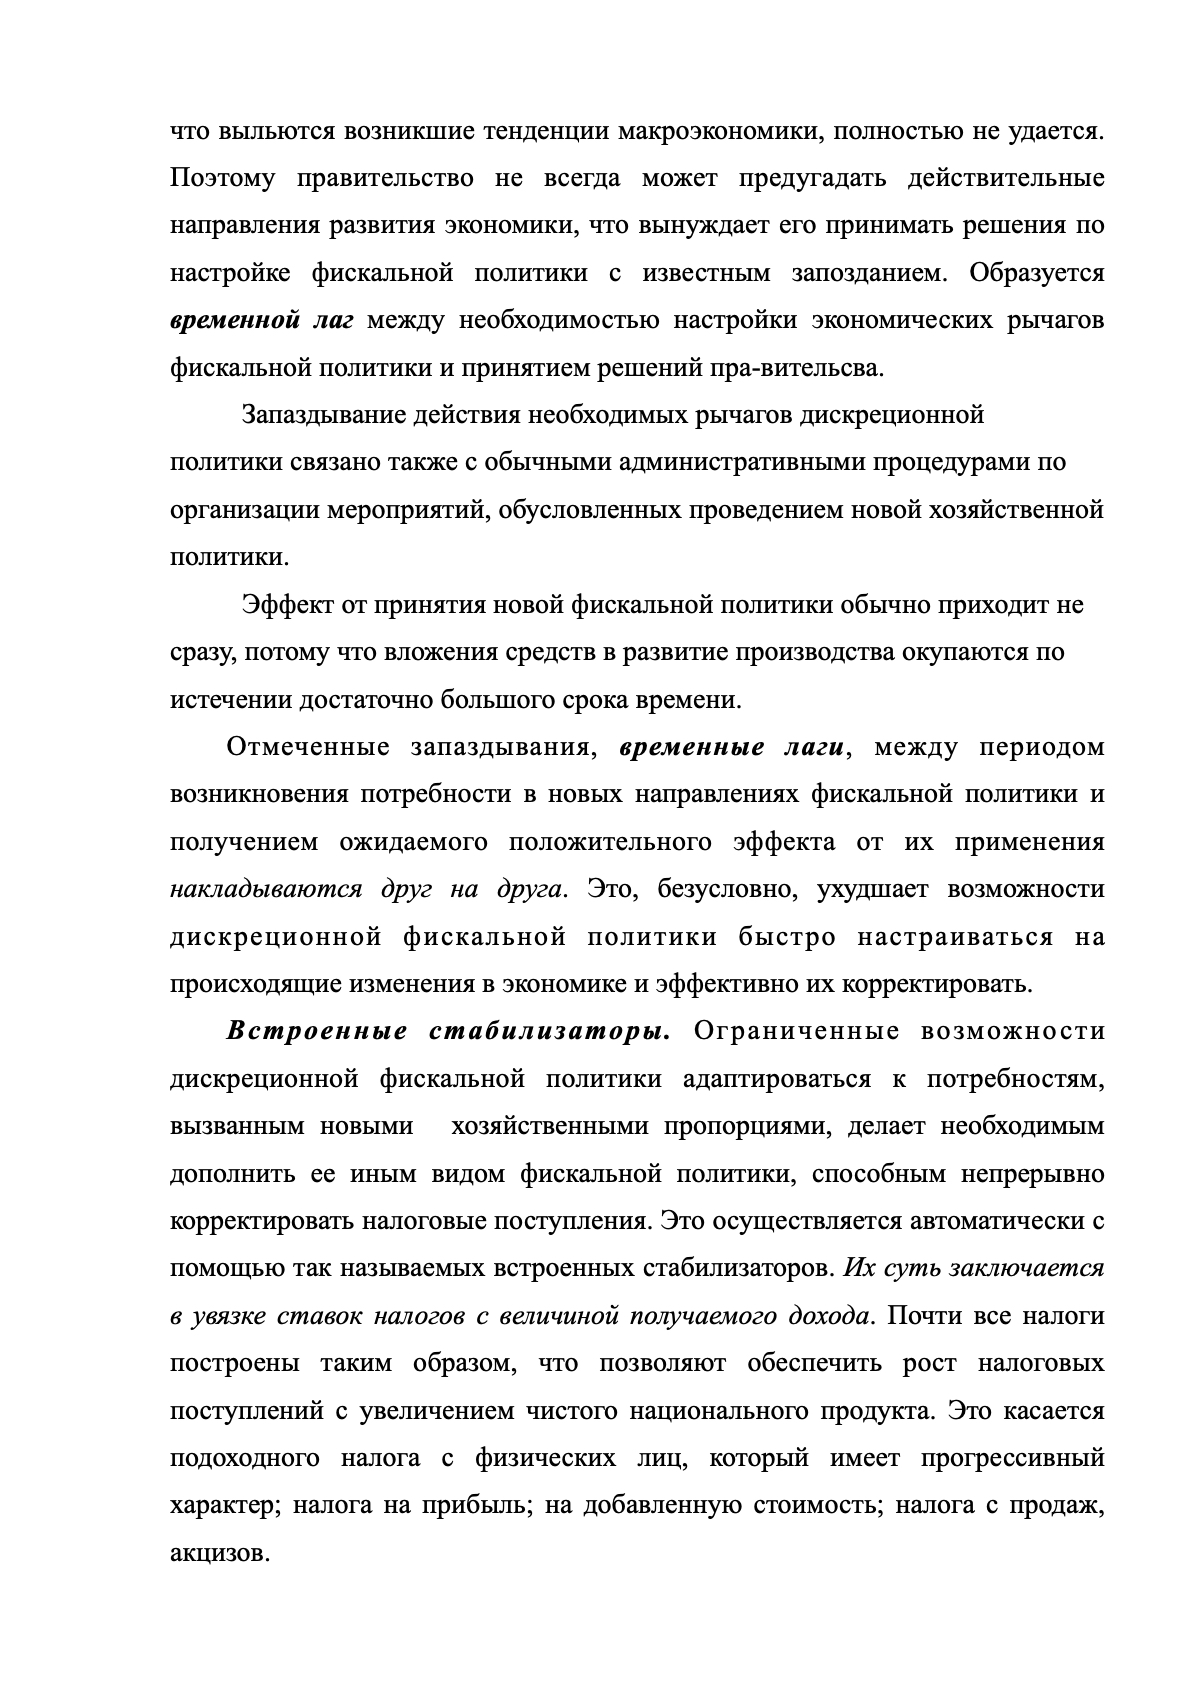 что выльются возникшие тенденции макроэкономики, полностью не удается.
Поэтому правительство не всегда может предугадать действительные
направления развития экономики, что вынуждает его принимать решения по
настройке фискальной политики с известным запозданием. Образуется
временной лаг между необходимостью настройки экономических рычагов
фискальной политики и принятием решений пра-вительсва.
Запаздывание действия необходимых рычагов дискреционной
политики связано также с обычными административными процедурами по
организации мероприятий, обусловленных проведением новой хозяйственной
политики.
Эффект от принятия новой фискальной политики обычно приходит не
сразу, потому что вложения средств в развитие производства окупаются по
истечении достаточно большого срока времени.
Отмеченные запаздывания, временные лаги, между периодом
возникновения потребности в новых направлениях фискальной политики и
получением ожидаемого положительного эффекта от их применения
накладываются друг на друга. Это, безусловно, ухудшает возможности
дискреционной фискальной политики быстро настраиваться на
происходящие изменения в экономике и эффективно их корректировать.
Встроенные стабилизаторы. Ограниченные возможности
дискреционной фискальной политики адаптироваться к потребностям,
вызванным новыми хозяйственными пропорциями, делает необходимым
дополнить ее иным видом фискальной политики, способным непрерывно
корректировать налоговые поступления. Это осуществляется автоматически с
помощью так называемых встроенных стабилизаторов. Их суть заключается
в увязке ставок налогов с величиной получаемого дохода. Почти все налоги
построены таким образом, что позволяют обеспечить рост налоговых
поступлений с увеличением чистого национального продукта. Это касается
подоходного налога с физических лиц, который имеет прогрессивный
характер; налога на прибыль; на добавленную стоимость; налога с продаж,
акцизов.